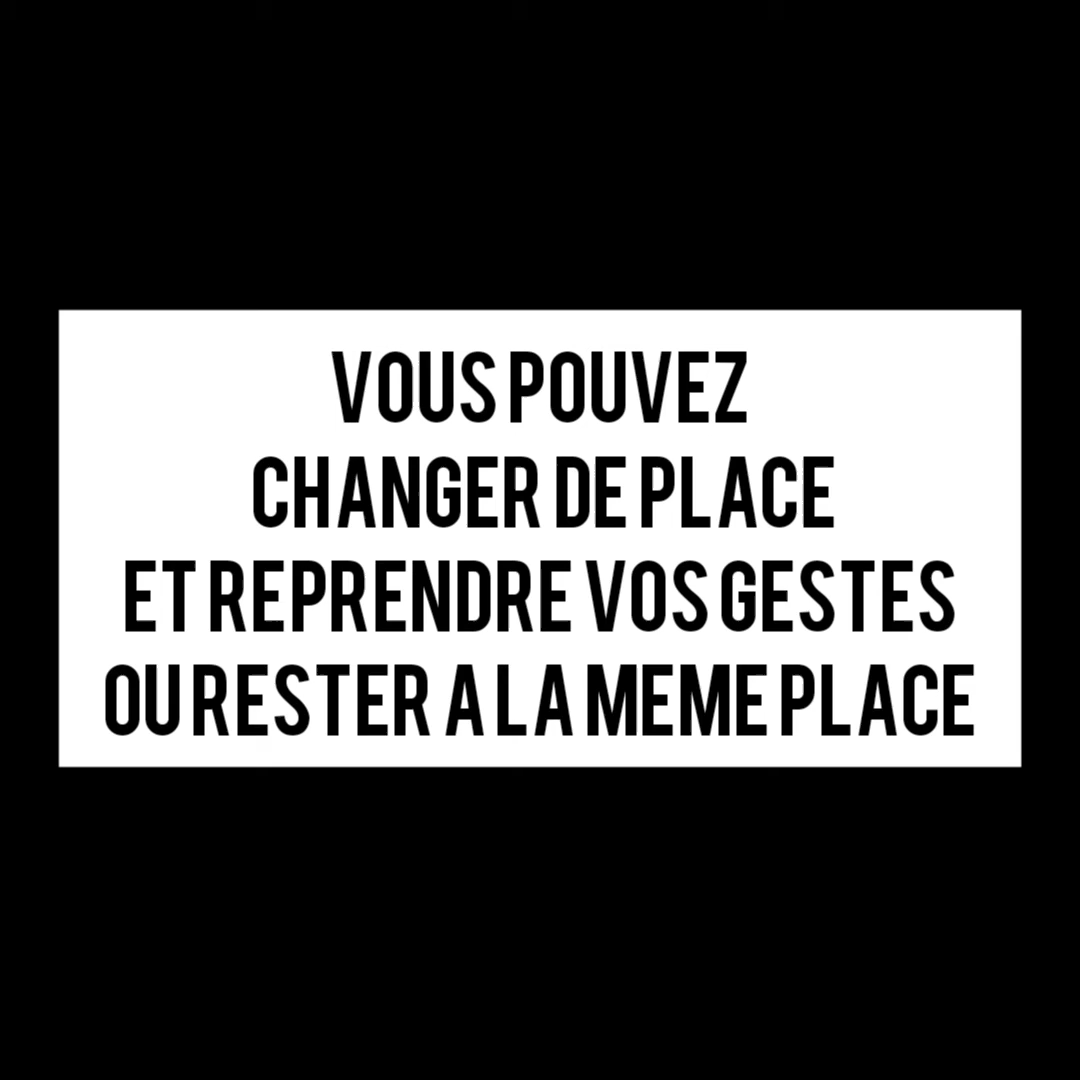 VOUS POUVEZ
CHANGER DE PLACE
ET REPRENDRE VOS GESTES
OU RESTER A LA MEME PLACE